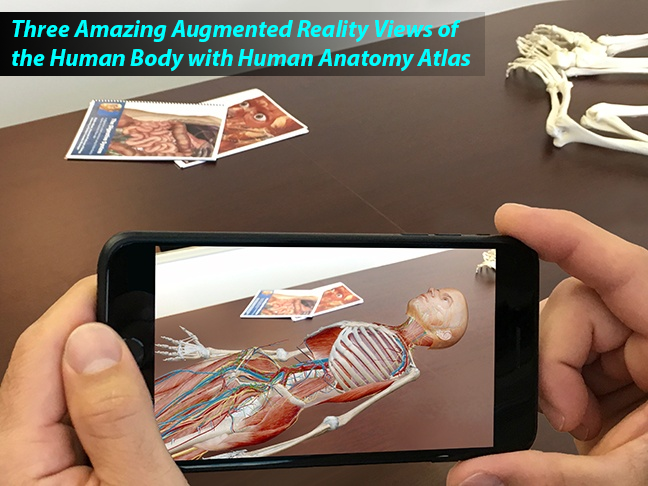 Three Amazing Augmented Reality Views of
the Human Body with Human Anatomy Atlas